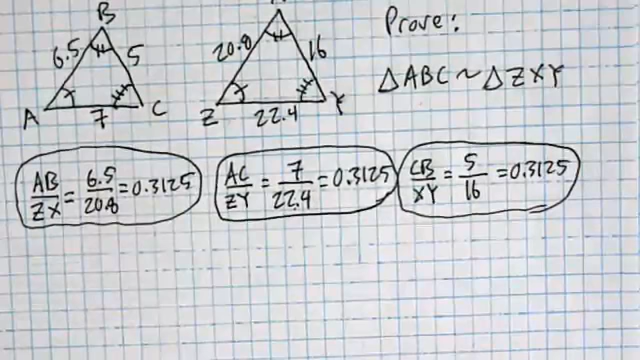 B
6.5
5
A
7
C
20.8
16
Z
22.4
Y
Prove:
△ABC ~ △ZXY
AB/ZX = 6.5/20.8 = 0.3125
AC/ZY = 7/22.4 = 0.3125
CB/XY = 5/16 = 0.3125